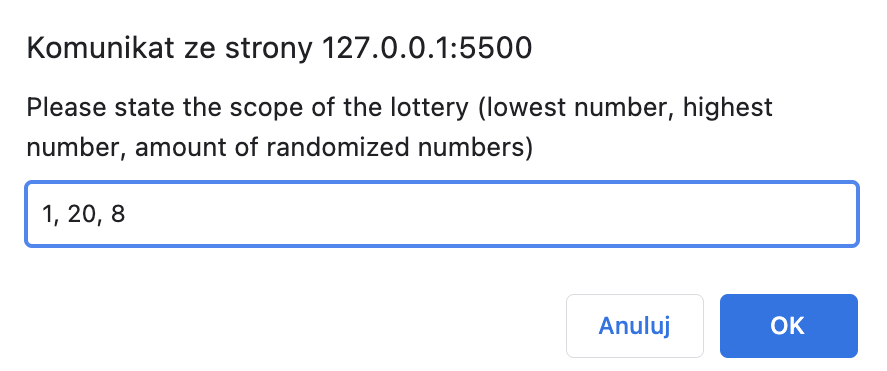 Komunikat ze strony 127.0.0.1:5500
Please state the scope of the lottery (lowest number, highest
number, amount of randomized numbers)
1, 20, 8
Anuluj
OK